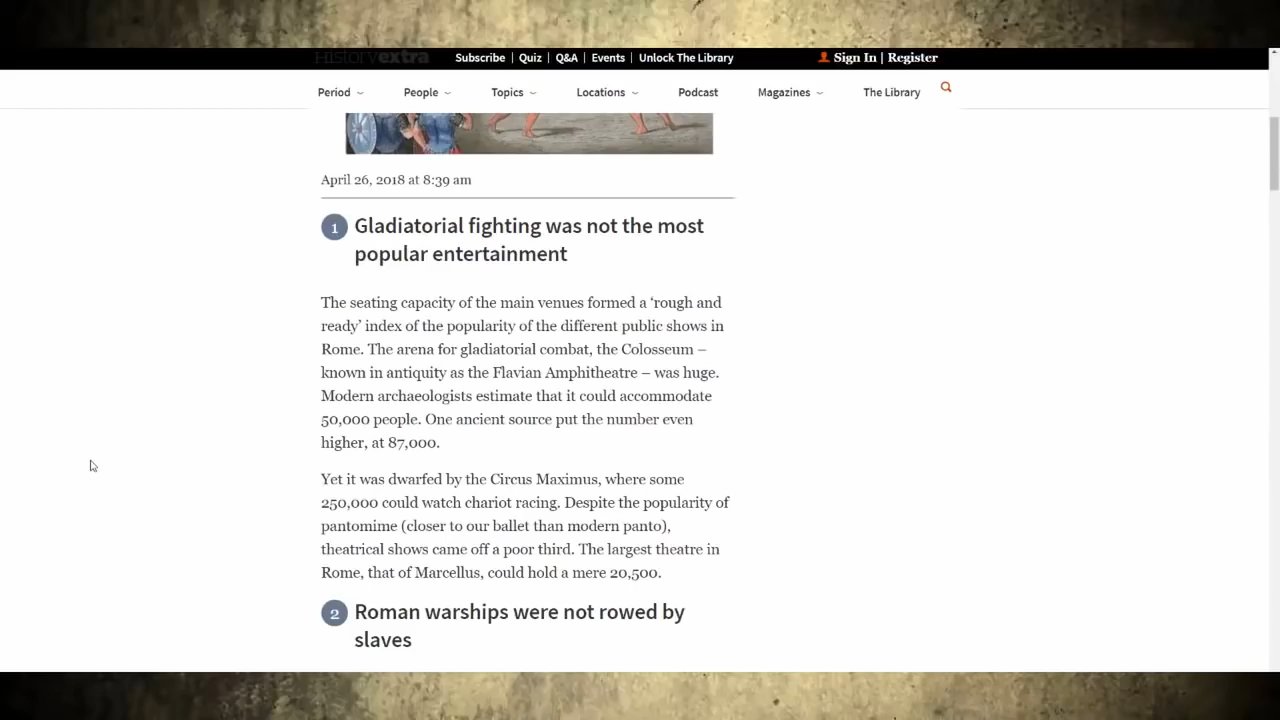 Historyextra
Subscribe | Quiz | Q&A | Events | Unlock The Library
Sign In | Register
Period
People
Topics
Locations
Podcast
Magazines
The Library
April 26, 2018 at 8:39 am
1 Gladiatorial fighting was not the most
popular entertainment
The seating capacity of the main venues formed a ‘rough and
ready’ index of the popularity of the different public shows in
Rome. The arena for gladiatorial combat, the Colosseum –
known in antiquity as the Flavian Amphitheatre – was huge.
Modern archaeologists estimate that it could accommodate
50,000 people. One ancient source put the number even
higher, at 87,000.
Yet it was dwarfed by the Circus Maximus, where some
250,000 could watch chariot racing. Despite the popularity of
pantomime (closer to our ballet than modern panto),
theatrical shows came off a poor third. The largest theatre in
Rome, that of Marcellus, could hold a mere 20,500.
2 Roman warships were not rowed by
slaves